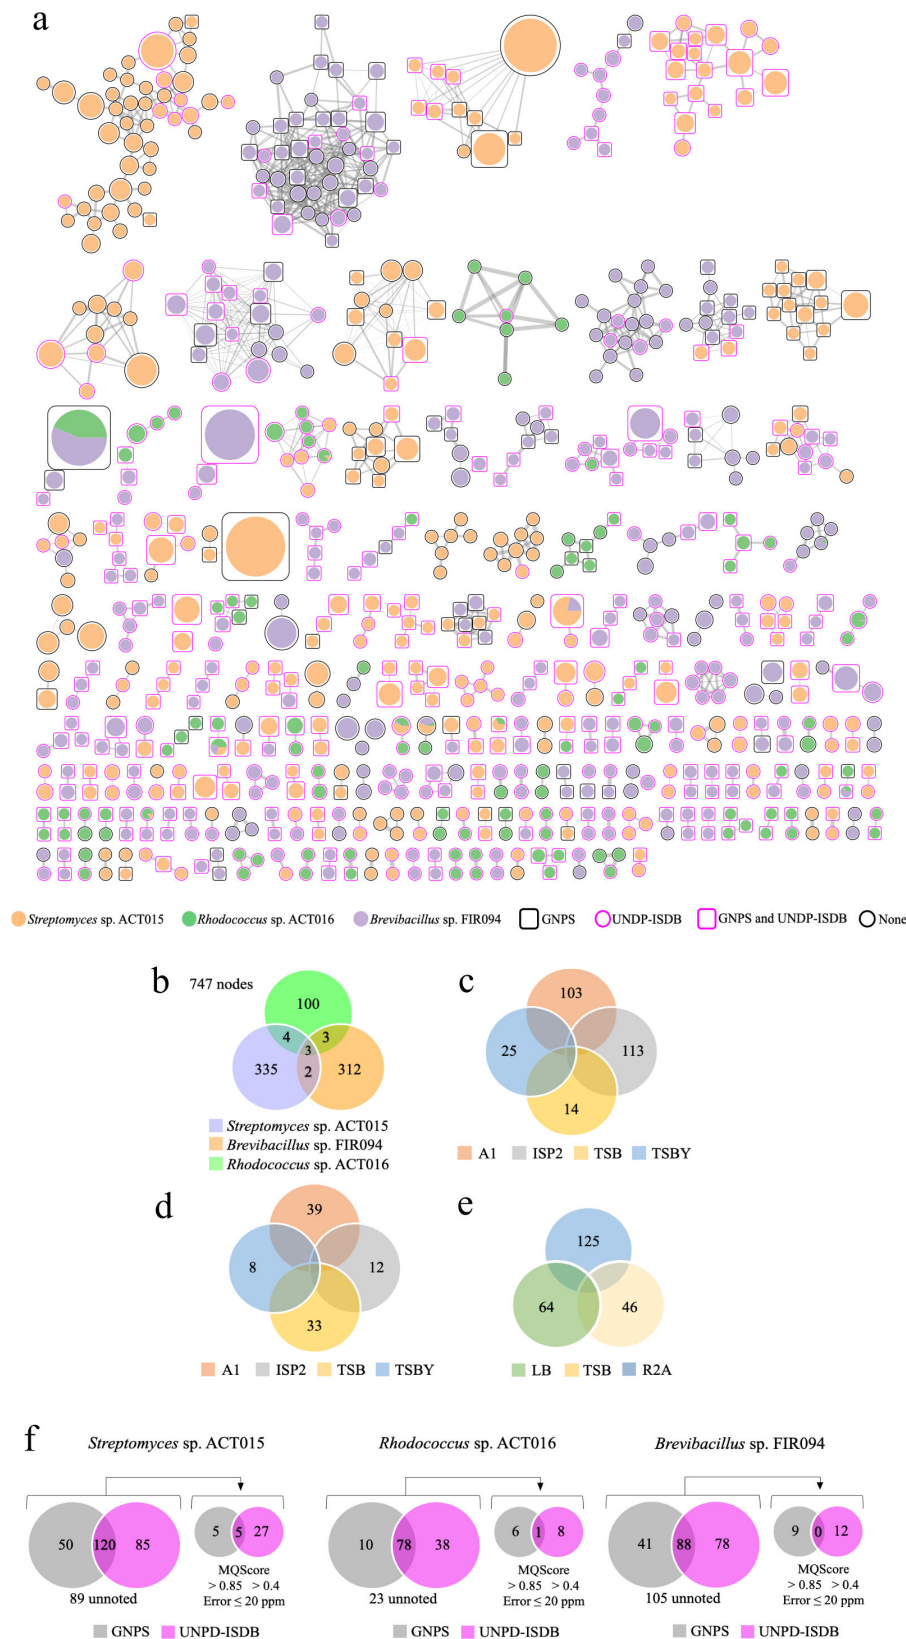 a
Streptomyces sp. ACT015 Rhodococcus sp. ACT016 Brevibacillus sp. FIR094 GNPS UNDP-ISDB GNPS and UNDP-ISDB None
b
747 nodes
100
4 3
3
335 2 312
Streptomyces sp. ACT015
Brevibacillus sp. FIR094
Rhodococcus sp. ACT016
c
103
25 113
14
A1 ISP2 TSB TSBY
d
39
8 12
33
A1 ISP2 TSB TSBY
e
125
64 46
LB TSB R2A
f
Streptomyces sp. ACT015
50 120 85
89 unnoted
5 5 27
MQScore
> 0.85 > 0.4
Error ≤ 20 ppm
GNPS UNPD-ISDB
Rhodococcus sp. ACT016
10 78 38
23 unnoted
6 1 8
MQScore
> 0.85 > 0.4
Error ≤ 20 ppm
GNPS UNPD-ISDB
Brevibacillus sp. FIR094
41 88 78
105 unnoted
9 0 12
MQScore
> 0.85 > 0.4
Error ≤ 20 ppm
GNPS UNPD-ISDB